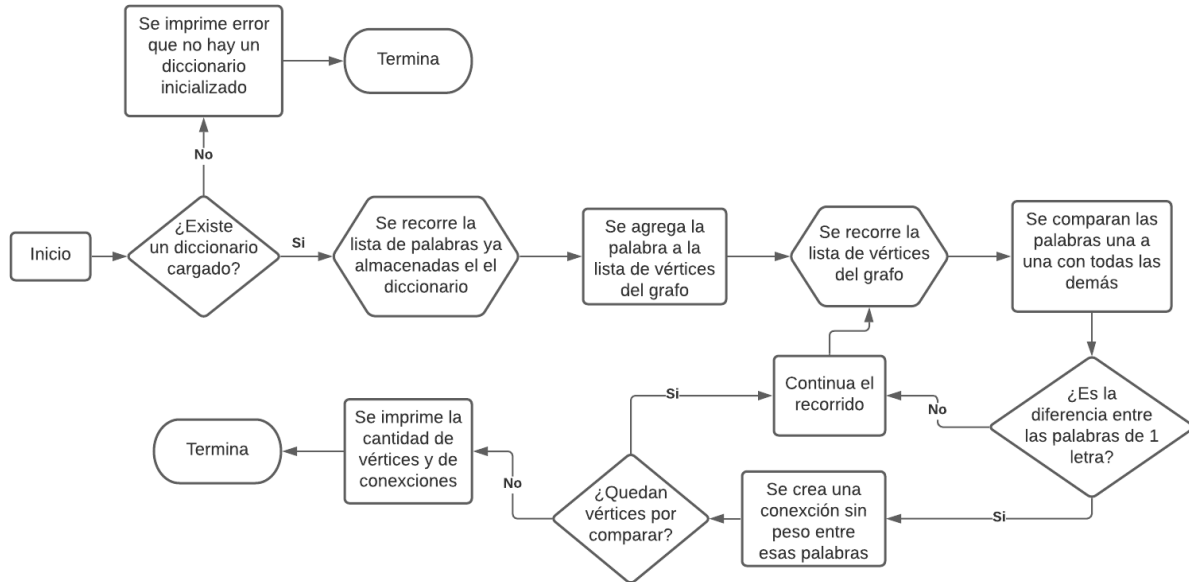 Se imprime error
que no hay un
diccionario
inicializado
Termina
No
Inicio
¿Existe
un diccionario
cargado?
Si
Se recorre la
lista de palabras ya
almacenadas el el
diccionario
Se agrega la
palabra a la
lista de vértices
del grafo
Se recorre la
lista de vértices
del grafo
Se comparan las
palabras una a
una con todas las
demás
¿Es la
diferencia entre
las palabras de 1
letra?
No
Continua el
recorrido
Si
Si
Se crea una
conexción sin
peso entre
esas palabras
¿Quedan
vértices por
comparar?
No
Se imprime la
cantidad de
vértices y de
conexciones
Termina